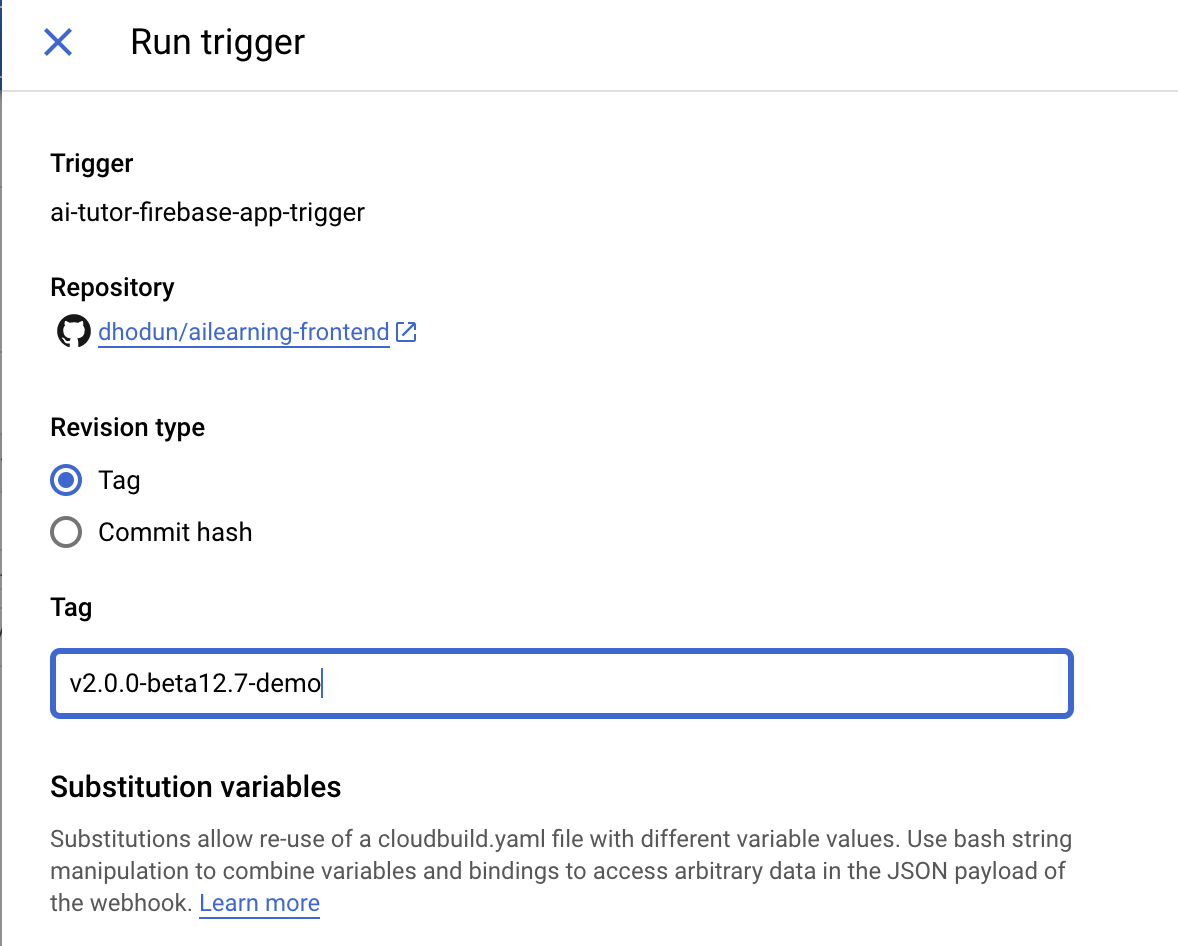 Run trigger
Trigger
ai-tutor-firebase-app-trigger
Repository
dhodun/ailearning-frontend
Revision type
Tag
Commit hash
Tag
v2.0.0-beta12.7-demo
Substitution variables
Substitutions allow re-use of a cloudbuild.yaml file with different variable values. Use bash string
manipulation to combine variables and bindings to access arbitrary data in the JSON payload of
the webhook. Learn more